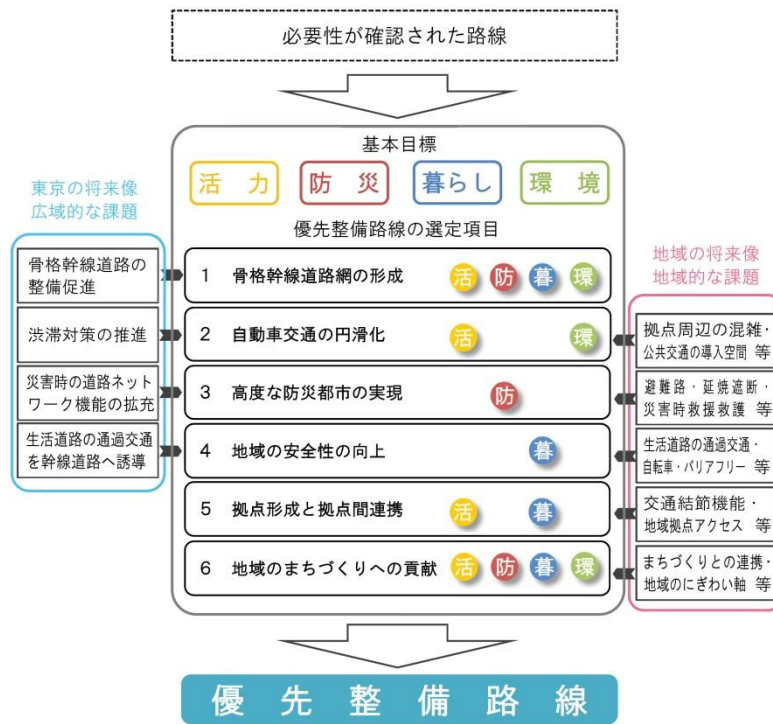 必要性が確認された路線
基本目標
活力
防災
暮らし
環境
優先整備路線の選定項目
東京の将来像
広域的な課題
骨格幹線道路の
整備促進
渋滞対策の推進
災害時の道路ネット
ワーク機能の拡充
生活道路の通過交通
を幹線道路へ誘導
1 骨格幹線道路網の形成 活 防 暮 環
2 自動車交通の円滑化 活 環
3 高度な防災都市の実現 防
4 地域の安全性の向上 暮
5 拠点形成と拠点間連携 活 暮
6 地域のまちづくりへの貢献 活 防 暮 環
地域の将来像
地域的な課題
拠点周辺の混雑・
公共交通の導入空間 等
避難路・延焼遮断・
災害時救援救護 等
生活道路の通過交通・
自転車・バリアフリー 等
交通結節機能・
地域拠点アクセス 等
まちづくりとの連携・
地域のにぎわい軸 等
優先整備路線